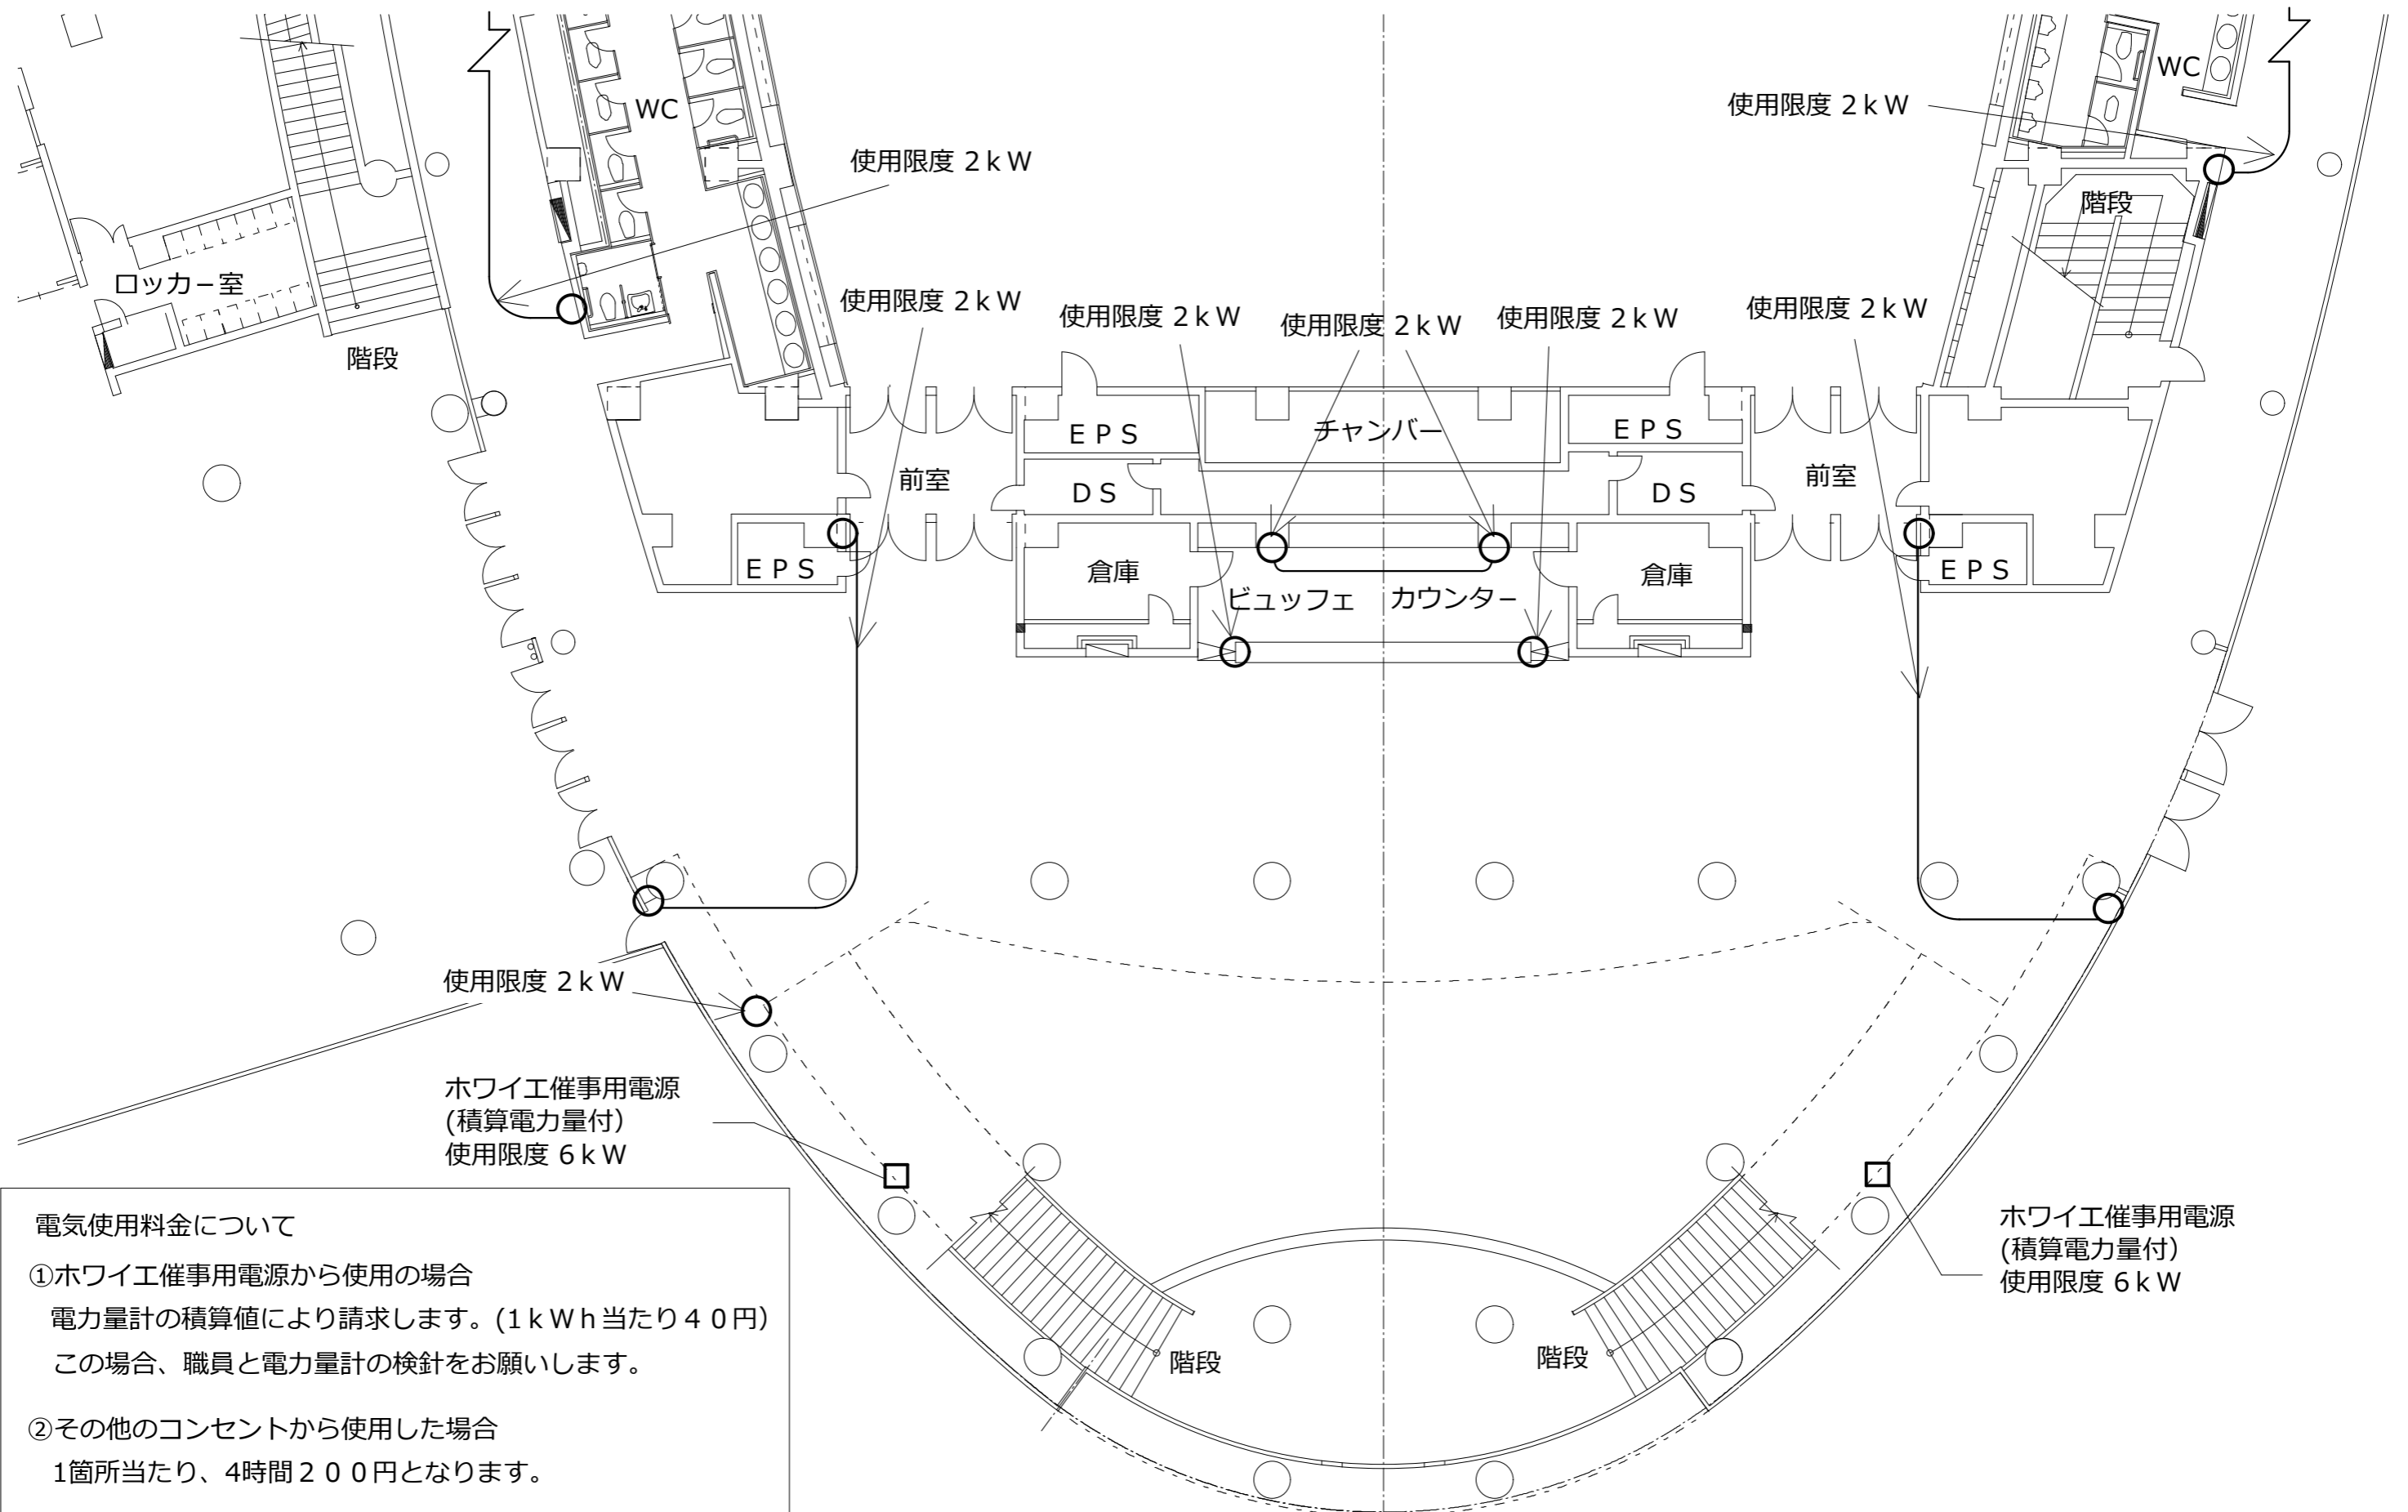 WC
WC
使用限度 2ｋＷ
使用限度 2ｋＷ
階段
ロッカ－室
使用限度 2ｋＷ
使用限度 2ｋＷ
使用限度 2ｋＷ
使用限度 2ｋＷ
使用限度 2ｋＷ
階段
ＥＰＳ
チャンバー
ＥＰＳ
前室
ＤＳ
ＤＳ
前室
ＥＰＳ
倉庫
倉庫
ＥＰＳ
ビュッフェ　カウンタ－
使用限度 2ｋＷ
ホワイエ催事用電源
(積算電力量付）
使用限度 6ｋＷ
ホワイエ催事用電源
(積算電力量付）
使用限度 6ｋＷ
階段
階段
電気使用料金について
①ホワイエ催事用電源から使用の場合
電力量計の積算値により請求します。(1ｋＷｈ当たり４０円）
この場合、職員と電力量計の検針をお願いします。
②その他のコンセントから使用した場合
1箇所当たり、4時間２００円となります。